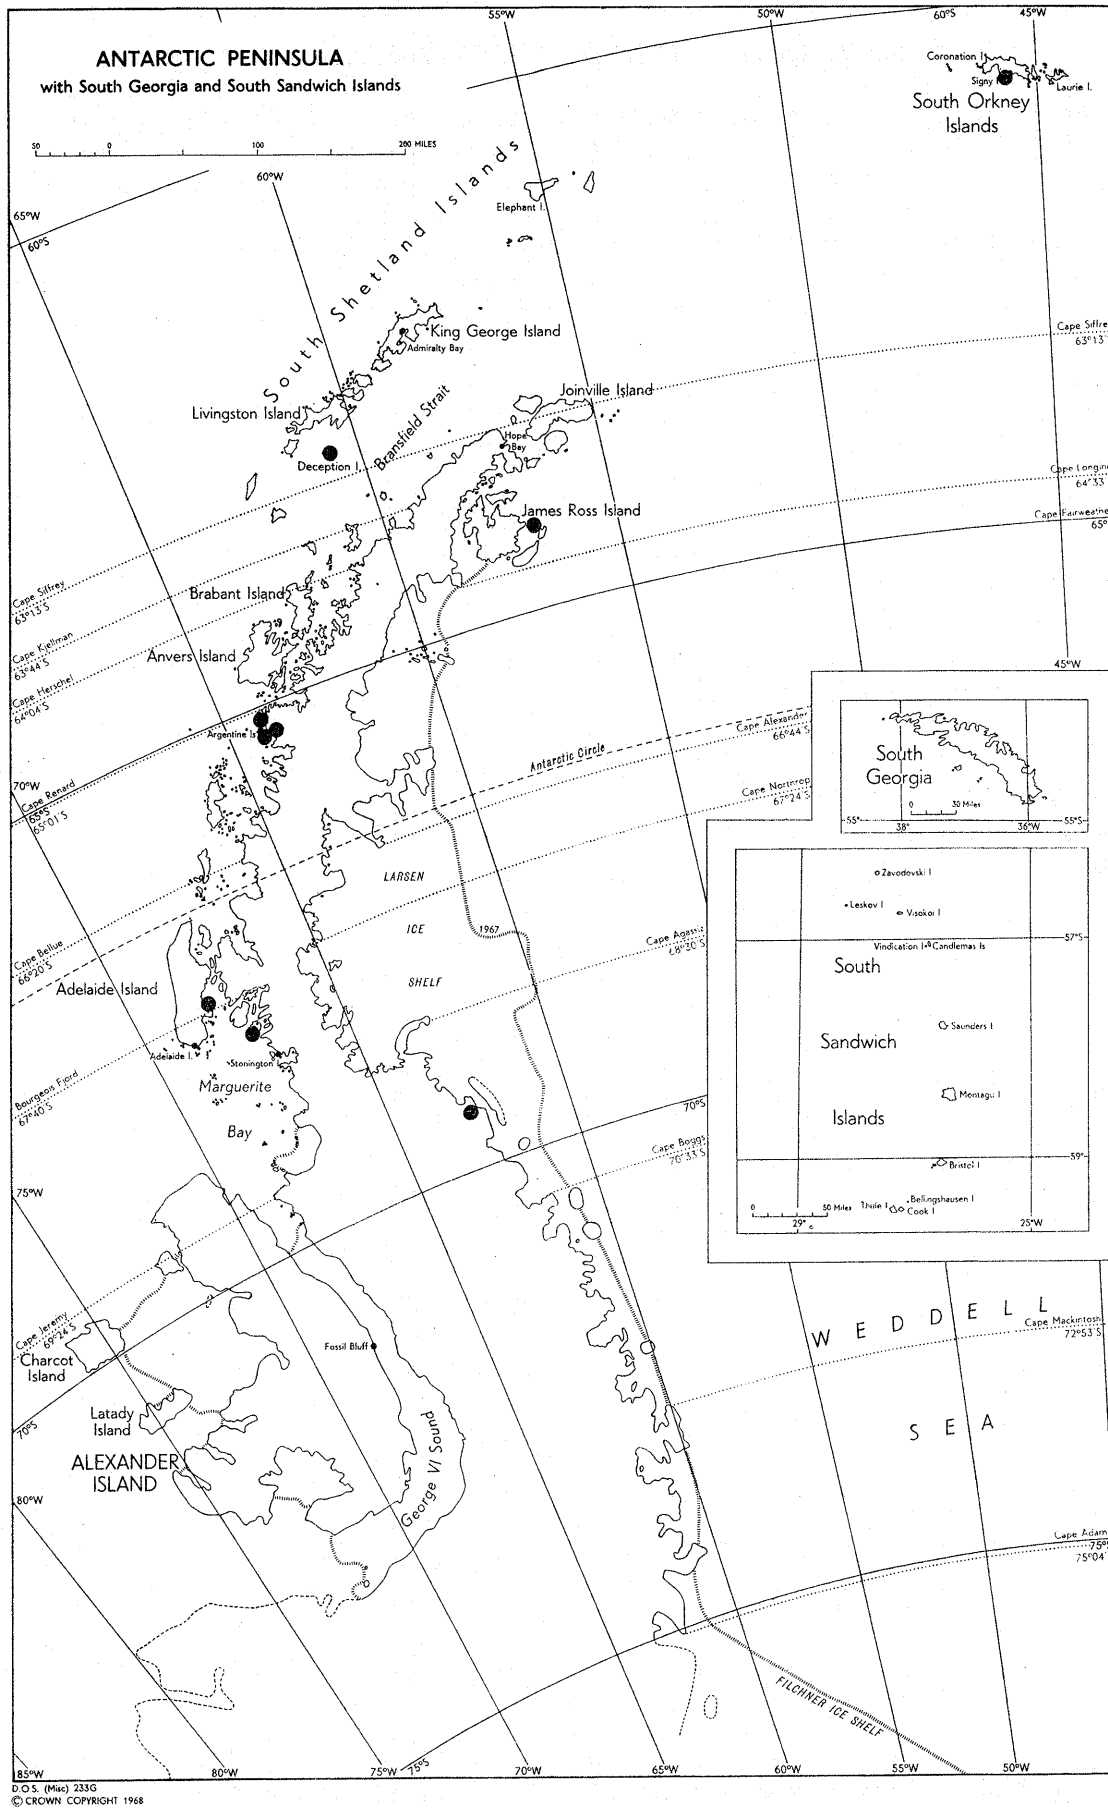 55°W
50°W
60°S
45°W
ANTARCTIC PENINSULA
with South Georgia and South Sandwich Islands
50 0 100 200 MILES
Coronation I.
Signy I.
Laurie I.
South Orkney
Islands
60°W
65°W
60°S
South Shetland Islands
Elephant I.
King George Island
Admiralty Bay
Cape Siffre
63°13'
Livingston Island
Joinville Island
Bransfield Strait
Hope
Bay
Deception I.
Cape Longing
64°33'
James Ross Island
Cape Fairweathe
65°
Brabant Island
Cape Siffrey
63°13'S
Cape Kjellman
63°44'S
Anvers Island
Cape Herschel
64°04'S
45°W
Argentine Is
Cape Alexander
66°44'S
Antarctic Circle
70°W
Cape Renard
65°S
65°01'S
Cape Northrop
67°24'S
South
Georgia
0 30 Miles
55°
38°
36°W
55°S
LARSEN
ICE
SHELF
1967
Cape Agassiz
68°30'S
Cape Bellue
66°20'S
Adelaide Island
Adelaide I.
Stonington I.
Marguerite
Bay
Bourgeois Fjord
67°40'S
Zavodovski I
Leskov I
Visokoi I
57°S
Vindication I
Candlemas Is
South
Saunders I
Sandwich
Montagu I
Islands
59°
Bristol I
Bellingshausen I
Thule I
Cook I
0 50 Miles
29°
25°W
70°S
Cape Boggs
70°33'S
75°W
Cape Jeremy
69°24'S
Charcot
Island
Fossil Bluff
WEDDELL
Cape Mackintosh
72°53'S
SEA
Latady
Island
70°S
ALEXANDER
ISLAND
George VI Sound
80°W
Cape Adam
75°
75°04'
FILCHNER ICE SHELF
85°W
80°W
75°W
75°S
70°W
65°W
60°W
55°W
50°W
D.O.S. (Misc) 233G
© CROWN COPYRIGHT 1968